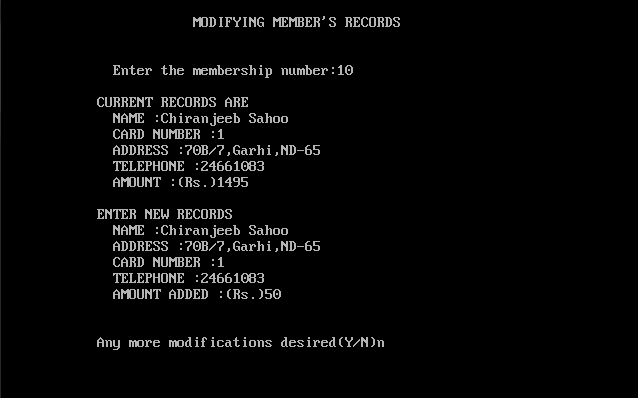 MODIFYING MEMBER'S RECORDS
Enter the membership number:10
CURRENT RECORDS ARE
NAME :Chiranjeeb Sahoo
CARD NUMBER :1
ADDRESS :70B/7,Garhi,ND-65
TELEPHONE :24661083
AMOUNT :(Rs.)1495
ENTER NEW RECORDS
NAME :Chiranjeeb Sahoo
ADDRESS :70B/7,Garhi,ND-65
CARD NUMBER :1
TELEPHONE :24661083
AMOUNT ADDED :(Rs.)50
Any more modifications desired(Y/N)n